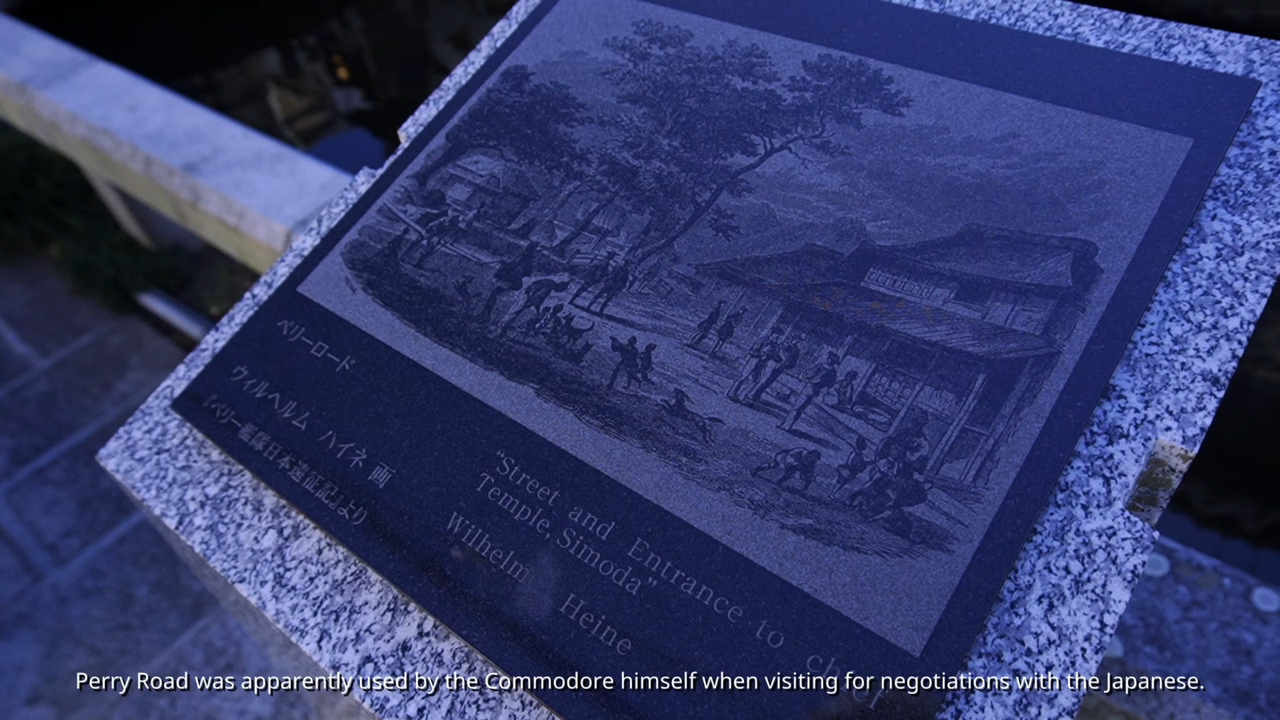 ペリーロード
ウィルヘルム ハイネ 画
『ペリー艦隊日本遠征記』より
"Street and Entrance to chief
Temple, Simoda"
Wilhelm Heine
Perry Road was apparently used by the Commodore himself when visiting for negotiations with the Japanese.